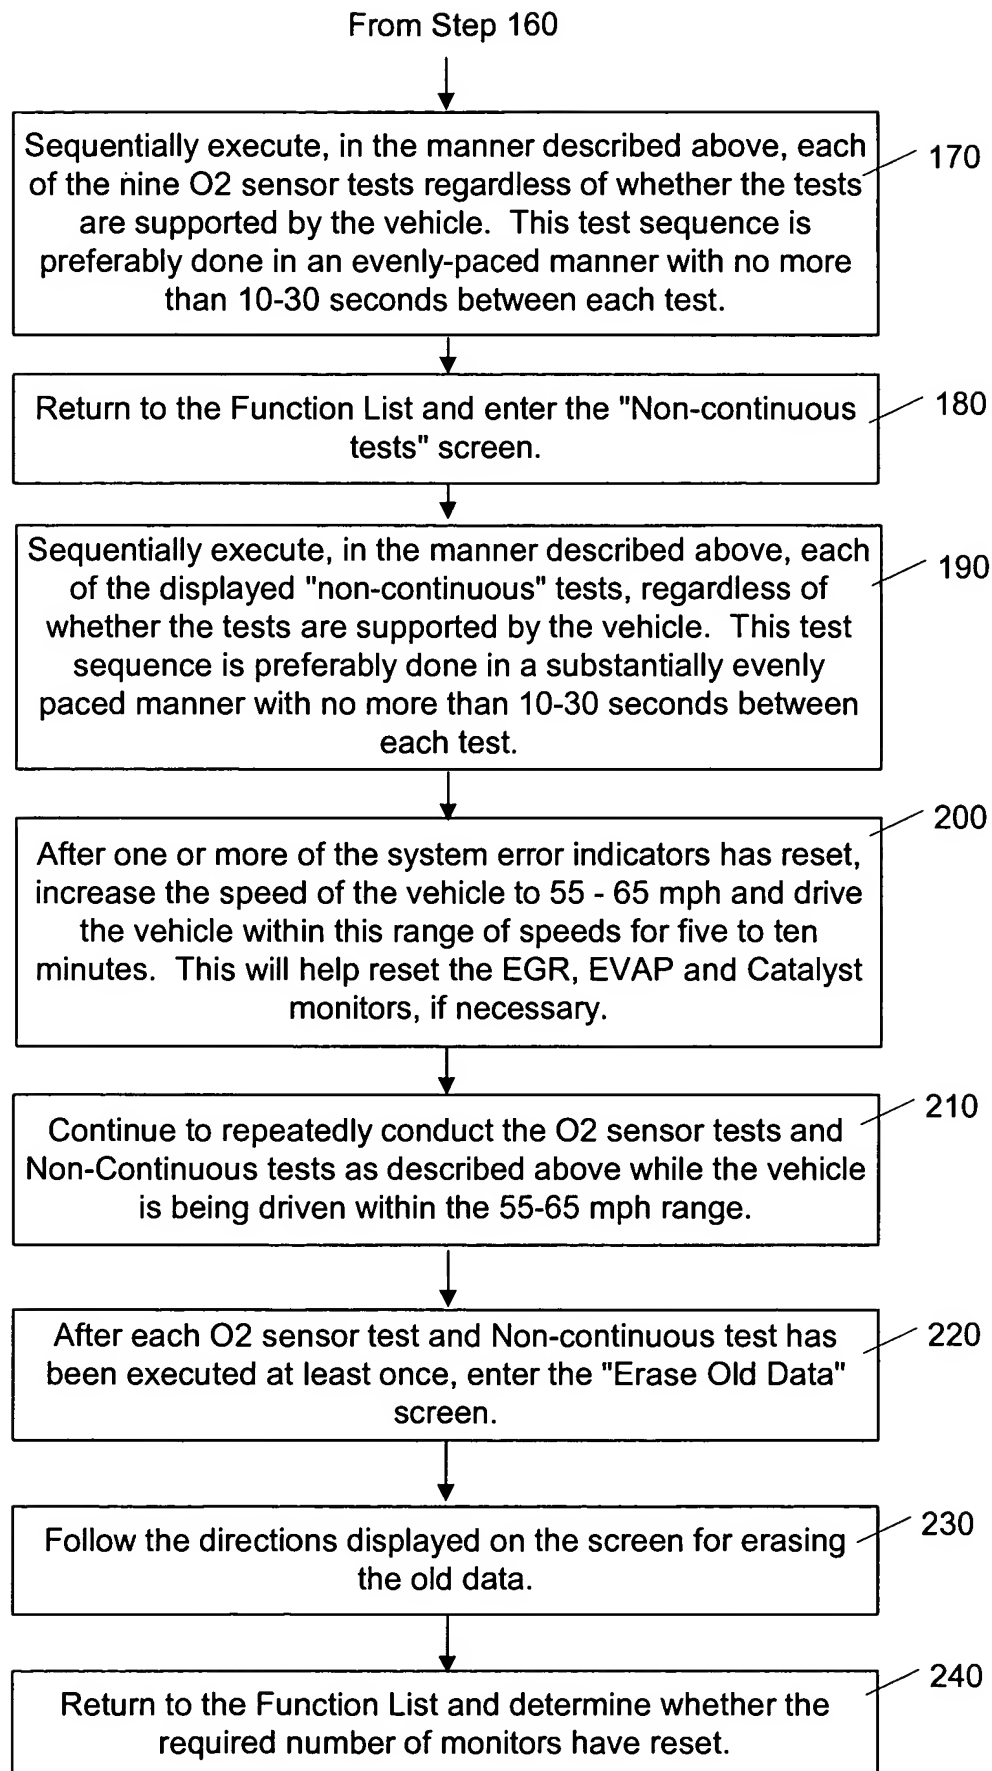 From Step 160
Sequentially execute, in the manner described above, each
of the nine O2 sensor tests regardless of whether the tests
are supported by the vehicle. This test sequence is
preferably done in an evenly-paced manner with no more
than 10-30 seconds between each test.
170
Return to the Function List and enter the "Non-continuous
tests" screen.
180
Sequentially execute, in the manner described above, each
of the displayed "non-continuous" tests, regardless of
whether the tests are supported by the vehicle. This test
sequence is preferably done in a substantially evenly
paced manner with no more than 10-30 seconds between
each test.
190
After one or more of the system error indicators has reset,
increase the speed of the vehicle to 55 - 65 mph and drive
the vehicle within this range of speeds for five to ten
minutes. This will help reset the EGR, EVAP and Catalyst
monitors, if necessary.
200
Continue to repeatedly conduct the O2 sensor tests and
Non-Continuous tests as described above while the vehicle
is being driven within the 55-65 mph range.
210
After each O2 sensor test and Non-continuous test has
been executed at least once, enter the "Erase Old Data"
screen.
220
Follow the directions displayed on the screen for erasing
the old data.
230
Return to the Function List and determine whether the
required number of monitors have reset.
240